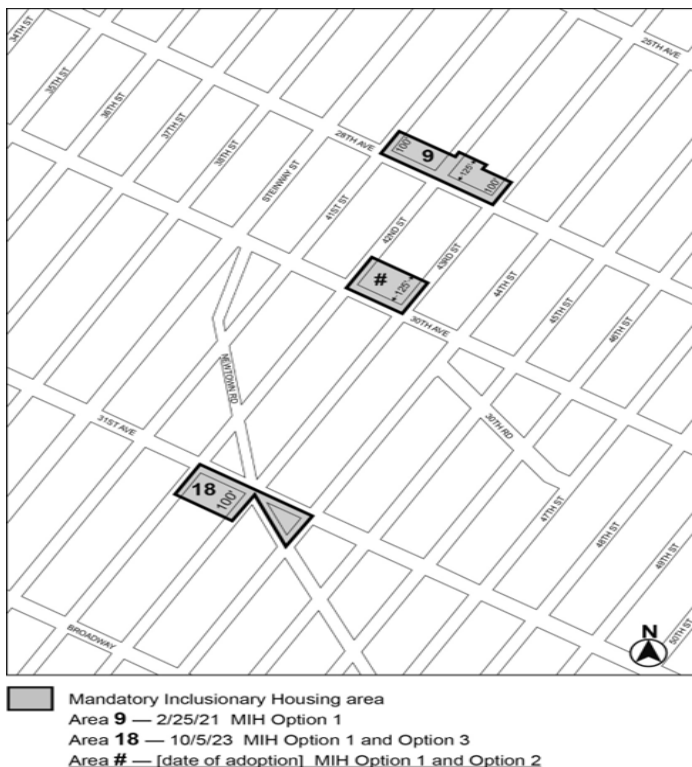 34TH ST
35TH ST
36TH ST
37TH ST
38TH ST
STEINWAY ST
41ST ST
42ND ST
43RD ST
44TH ST
45TH ST
46TH ST
25TH AVE
28TH AVE
100'
9
125'
100'
#
125'
30TH AVE
NEWTOWN RD
30TH RD
31ST AVE
18
100'
47TH ST
48TH ST
49TH ST
50TH ST
BROADWAY
N
Mandatory Inclusionary Housing area
Area 9 — 2/25/21 MIH Option 1
Area 18 — 10/5/23 MIH Option 1 and Option 3
Area # — [date of adoption] MIH Option 1 and Option 2